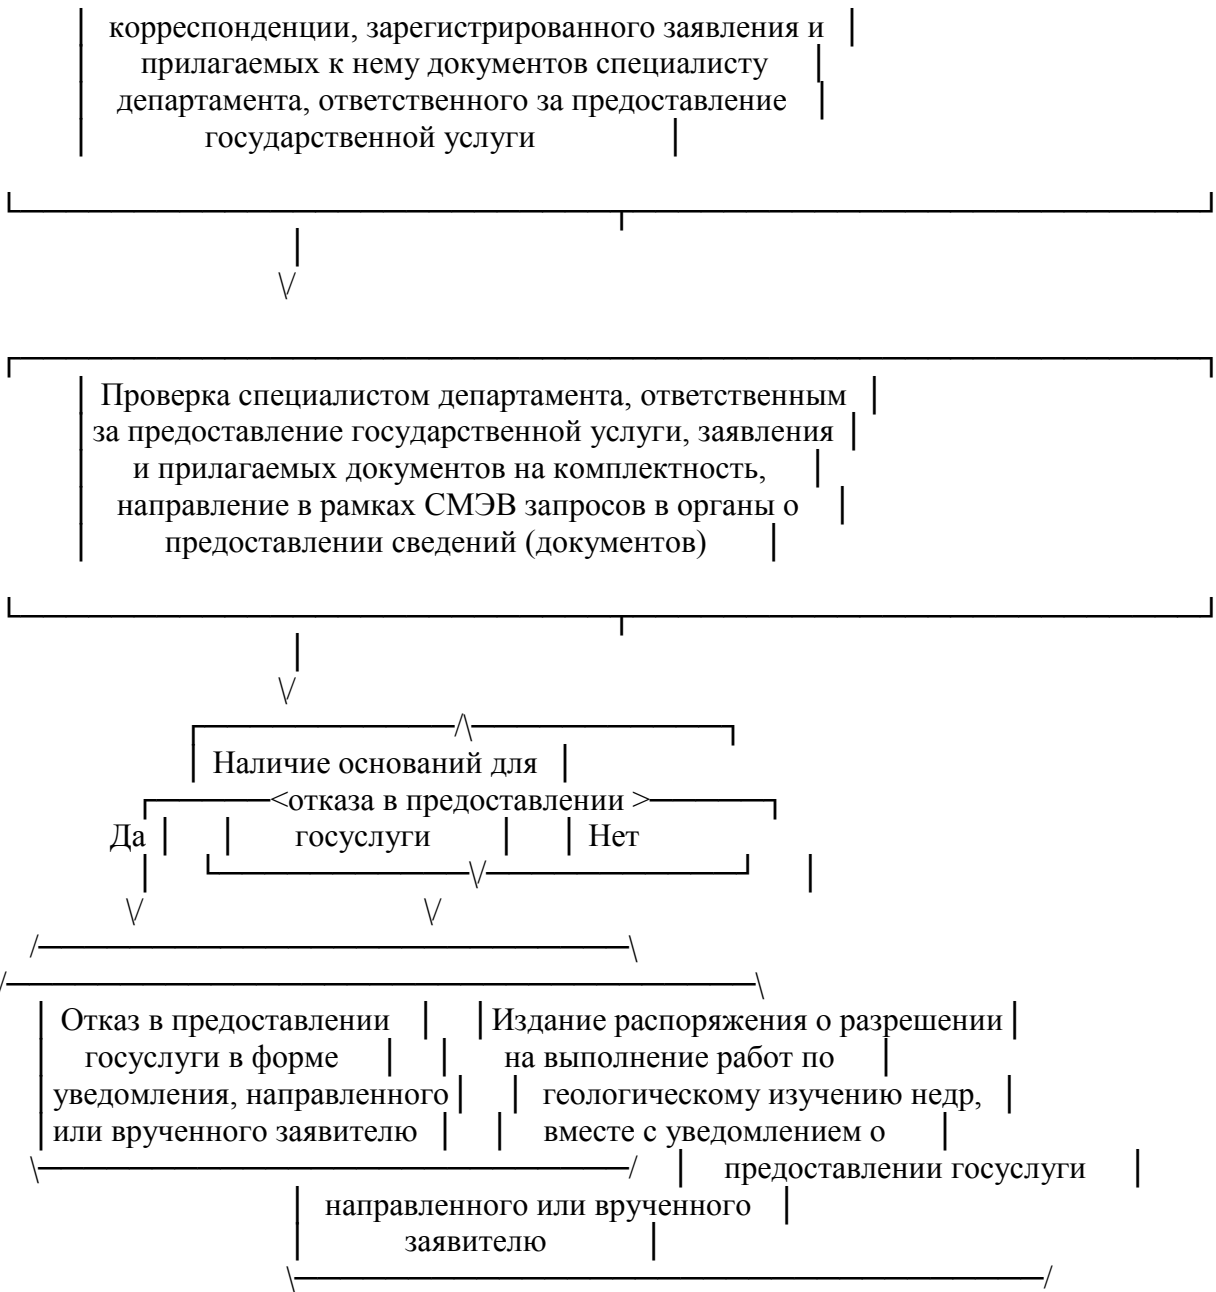 корреспонденции, зарегистрированного заявления и
прилагаемых к нему документов специалисту
департамента, ответственного за предоставление
государственной услуги
Проверка специалистом департамента, ответственным
за предоставление государственной услуги, заявления
и прилагаемых документов на комплектность,
направление в рамках СМЭВ запросов в органы о
предоставлении сведений (документов)
Наличие оснований для
<отказа в предоставлении >
Да госуслуги Нет
Отказ в предоставлении Издание распоряжения о разрешении
госуслуги в форме на выполнение работ по
уведомления, направленного геологическому изучению недр,
или врученного заявителю вместе с уведомлением о
предоставлении госуслуги
направленного или врученного
заявителю